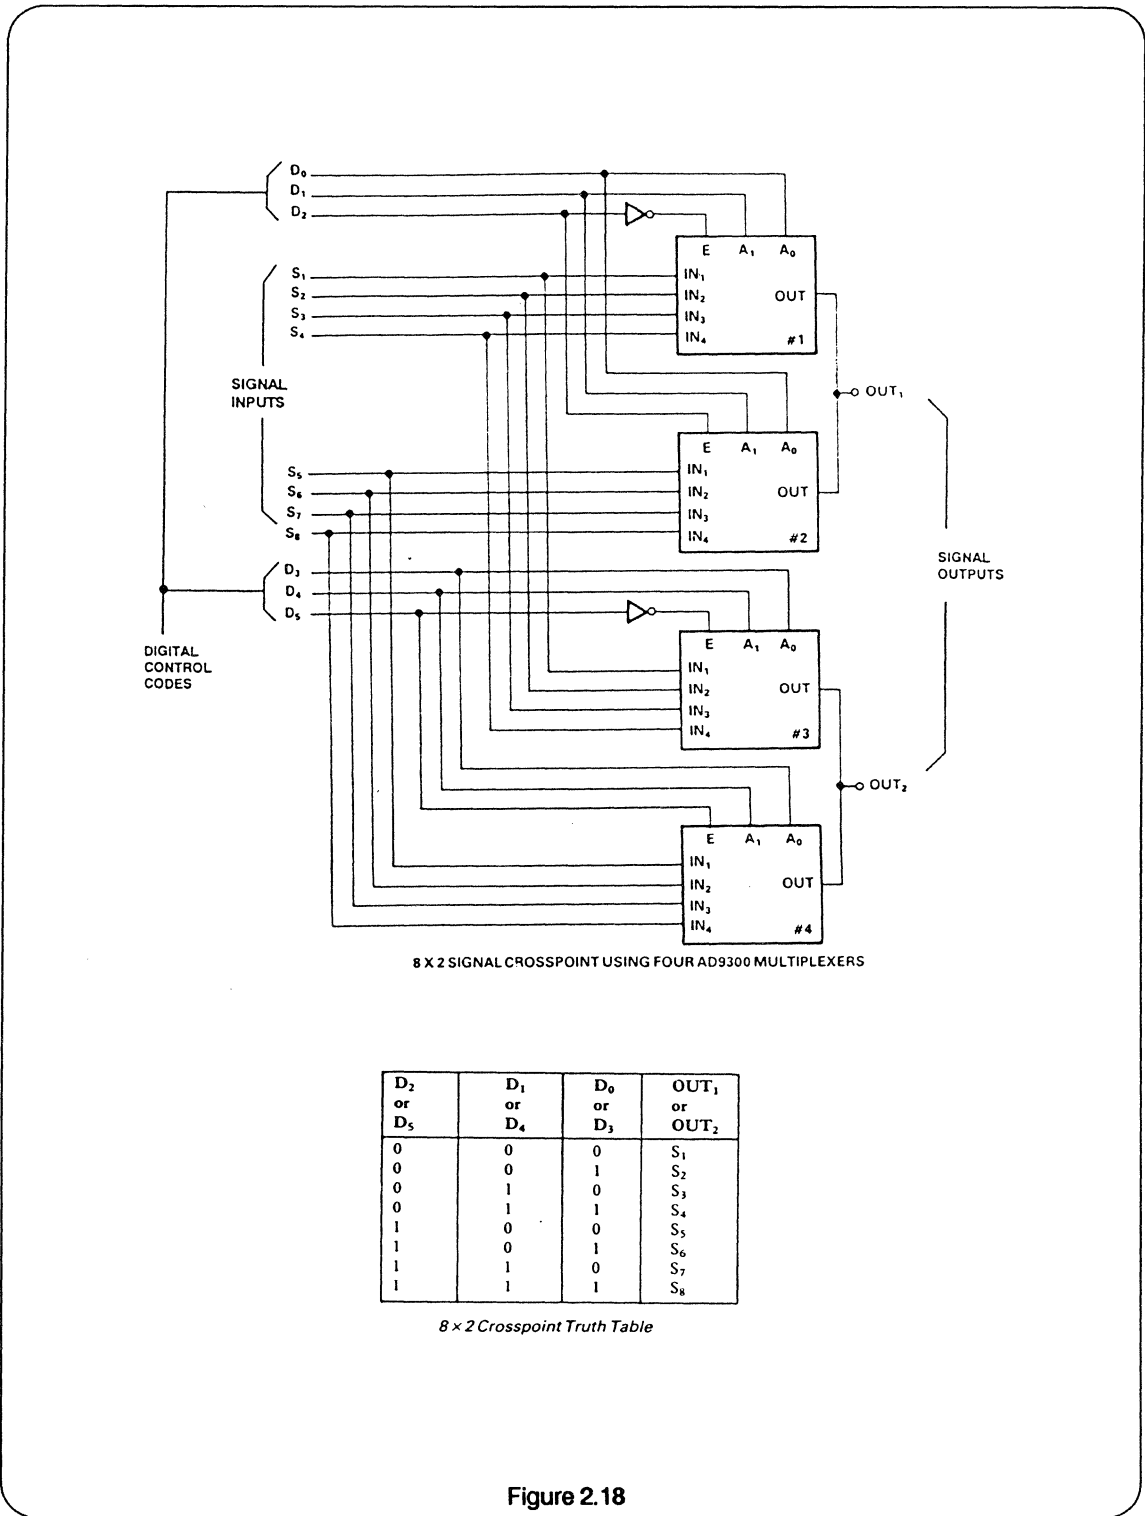 D₀
D₁
D₂
E A₁ A₀
S₁
S₂
S₃
S₄
IN₁
IN₂
IN₃
IN₄
OUT
#1
SIGNAL
INPUTS
OUT₁
E A₁ A₀
S₅
S₆
S₇
S₈
IN₁
IN₂
IN₃
IN₄
OUT
#2
SIGNAL
OUTPUTS
D₃
D₄
D₅
DIGITAL
CONTROL
CODES
E A₁ A₀
IN₁
IN₂
IN₃
IN₄
OUT
#3
OUT₂
E A₁ A₀
IN₁
IN₂
IN₃
IN₄
OUT
#4
8 X 2 SIGNAL CROSSPOINT USING FOUR AD9300 MULTIPLEXERS
D₂ D₁ D₀ OUT₁
or or or or
D₅ D₄ D₃ OUT₂
0 0 0 S₁
0 0 1 S₂
0 1 0 S₃
0 1 1 S₄
1 0 0 S₅
1 0 1 S₆
1 1 0 S₇
1 1 1 S₈
8 × 2 Crosspoint Truth Table
Figure 2.18